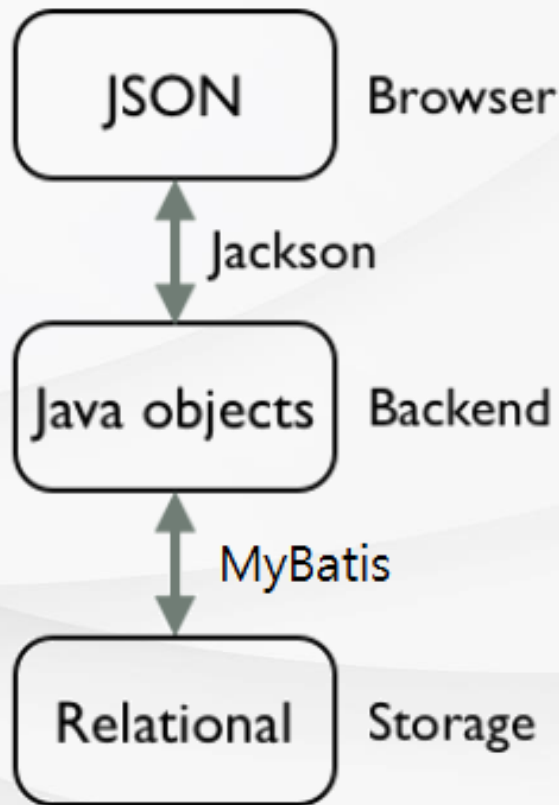 JSON Browser
Jackson
Java objects Backend
MyBatis
Relational Storage